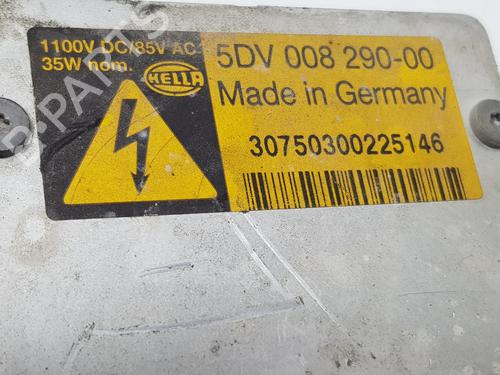 1100V DC/85V AC
35W nom.
HELLA
5DV 008 290-00
Made in Germany
30750300225146